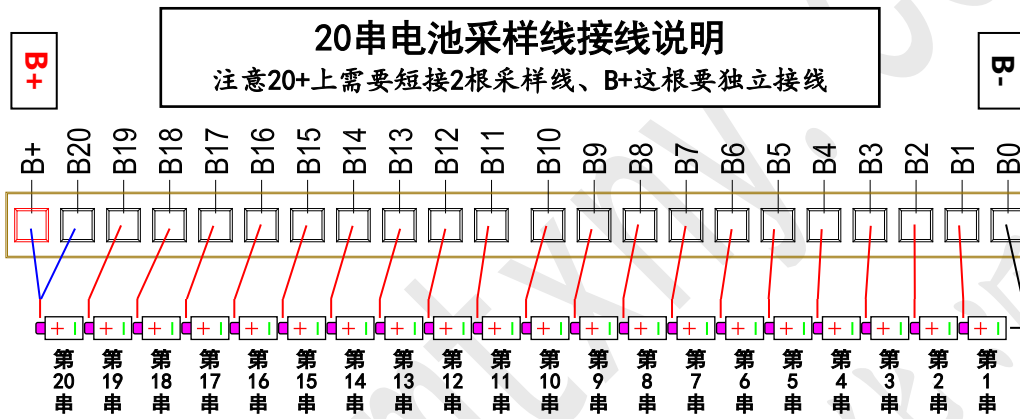 20串电池采样线接线说明
注意20+上需要短接2根采样线、B+这根要独立接线
B+
B-
B+ B20 B19 B18 B17 B16 B15 B14 B13 B12 B11 B10 B9 B8 B7 B6 B5 B4 B3 B2 B1 B0
第20串 第19串 第18串 第17串 第16串 第15串 第14串 第13串 第12串 第11串 第10串 第9串 第8串 第7串 第6串 第5串 第4串 第3串 第2串 第1串